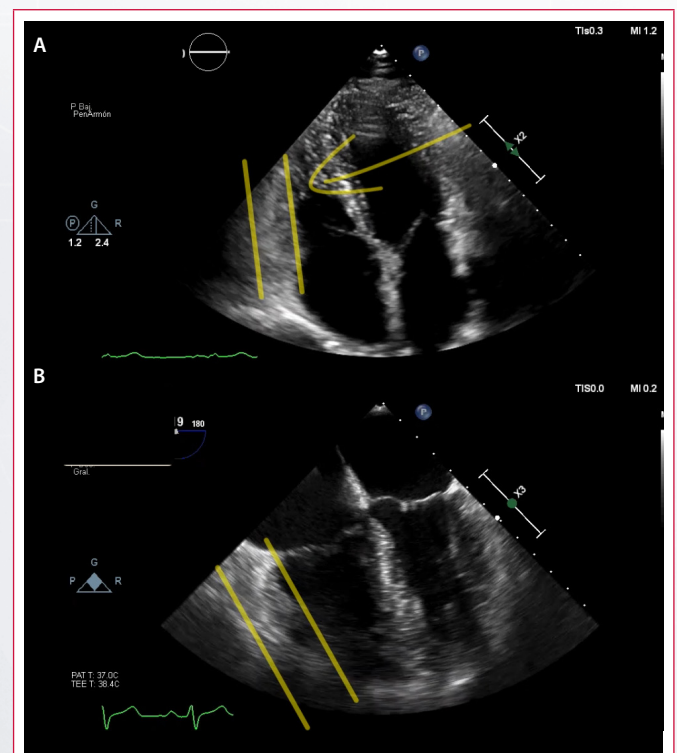 A
TIs0.3 MI 1.2
P
P Baj.
PenArmón
X2
G
P R
1.2 2.4
B
TIS0.0 MI 0.2
P
9 180
Gral.
X3
G
P R
PAT T: 37.0C
TEE T: 38.4C